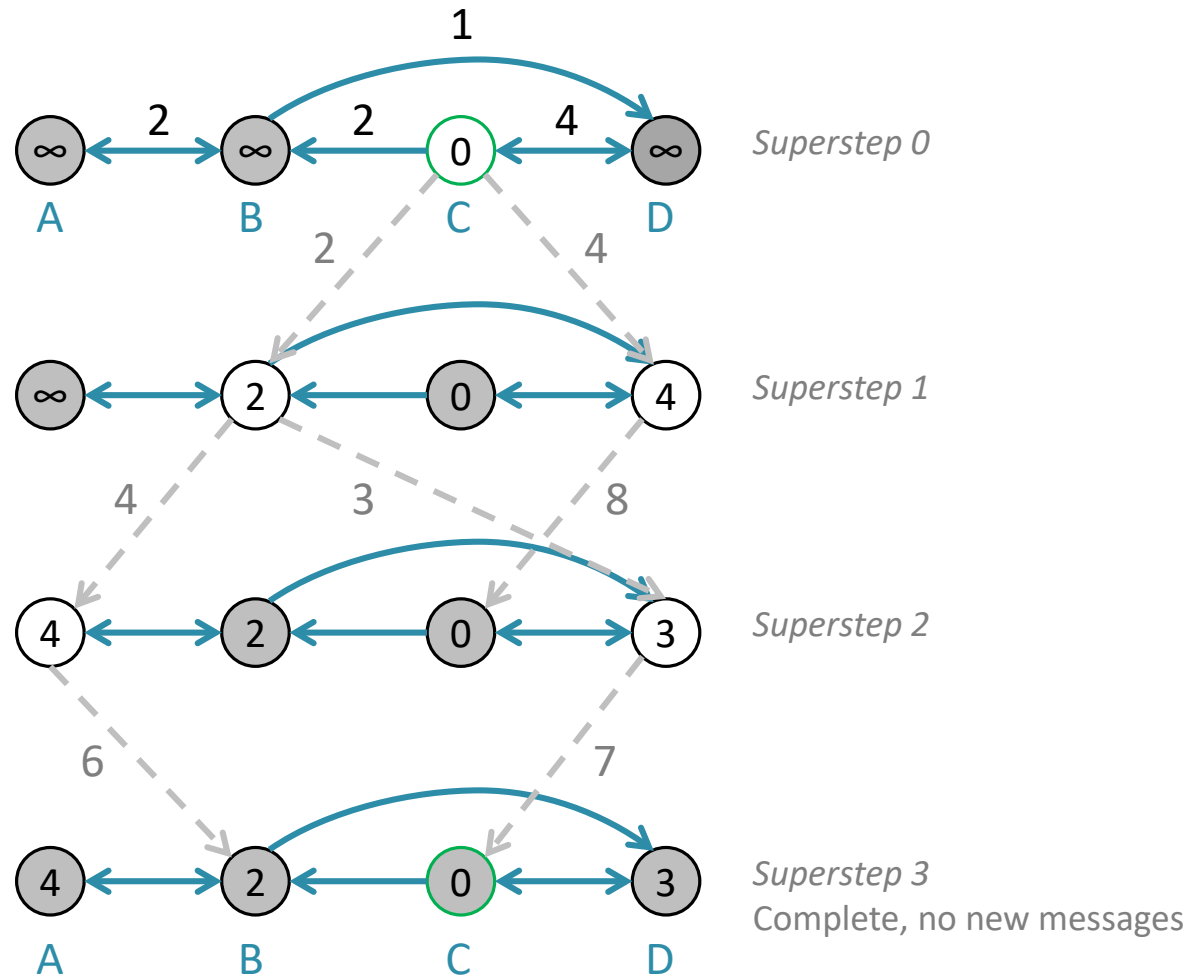 1
2 2 4
∞ ∞ 0 ∞ Superstep 0
A B C D
2 4
∞ 2 0 4 Superstep 1
4 3 8
4 2 0 3 Superstep 2
6 7
4 2 0 3 Superstep 3
Complete, no new messages
A B C D